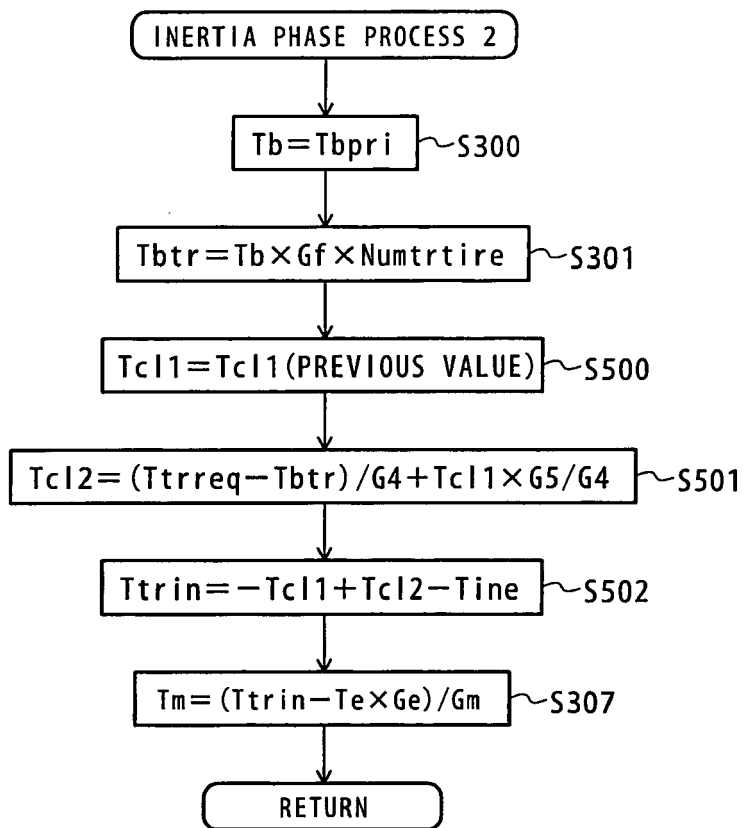 INERTIA PHASE PROCESS 2
Tb=Tbpri
S300
Tbtr=Tb×Gf×Numtrtire
S301
Tcl1=Tcl1(PREVIOUS VALUE)
S500
Tcl2=(Ttrreq-Tbtr)/G4+Tcl1×G5/G4
S501
Ttrin=-Tcl1+Tcl2-Tine
S502
Tm=(Ttrin-Te×Ge)/Gm
S307
RETURN